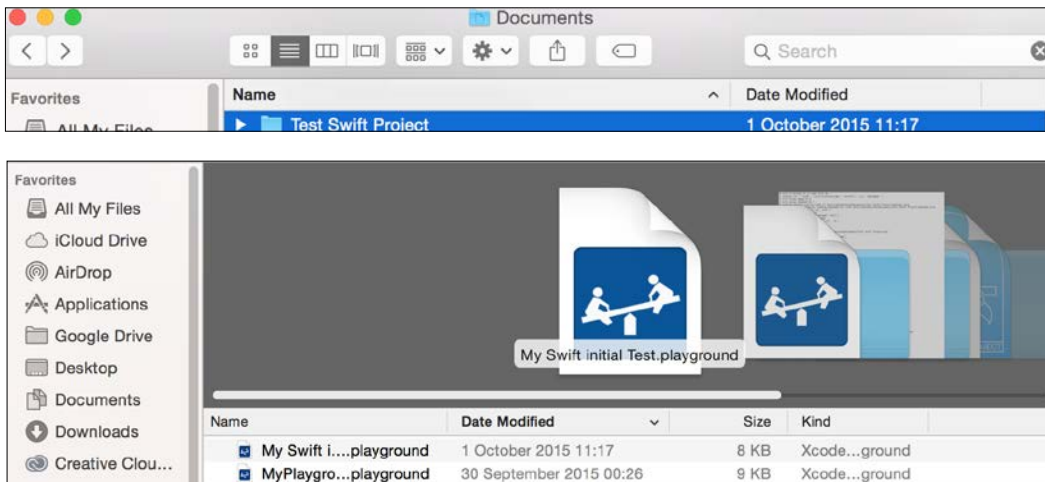 Documents
Search
Favorites
Name Date Modified
All My Files
Test Swift Project 1 October 2015 11:17
Favorites
All My Files
iCloud Drive
AirDrop
Applications
Google Drive
Desktop
My Swift initial Test.playground
Documents
Downloads
Name Date Modified Size Kind
My Swift i....playground 1 October 2015 11:17 8 KB Xcode...ground
Creative Clou...
MyPlaygro...playground 30 September 2015 00:26 9 KB Xcode...ground